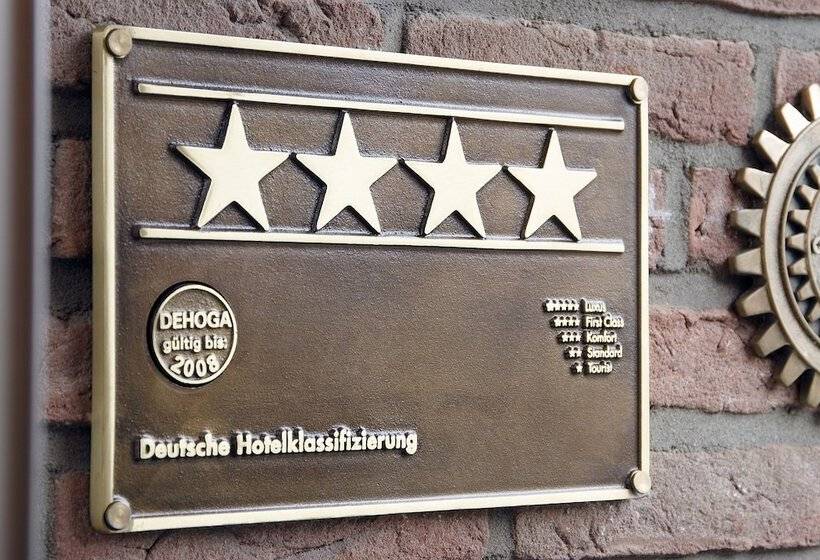 DEHOGA
gültig bis:
2008
★★★★★ Luxus
★★★★ First Class
★★★ Komfort
★★ Standard
★ Tourist
Deutsche Hotelklassifizierung